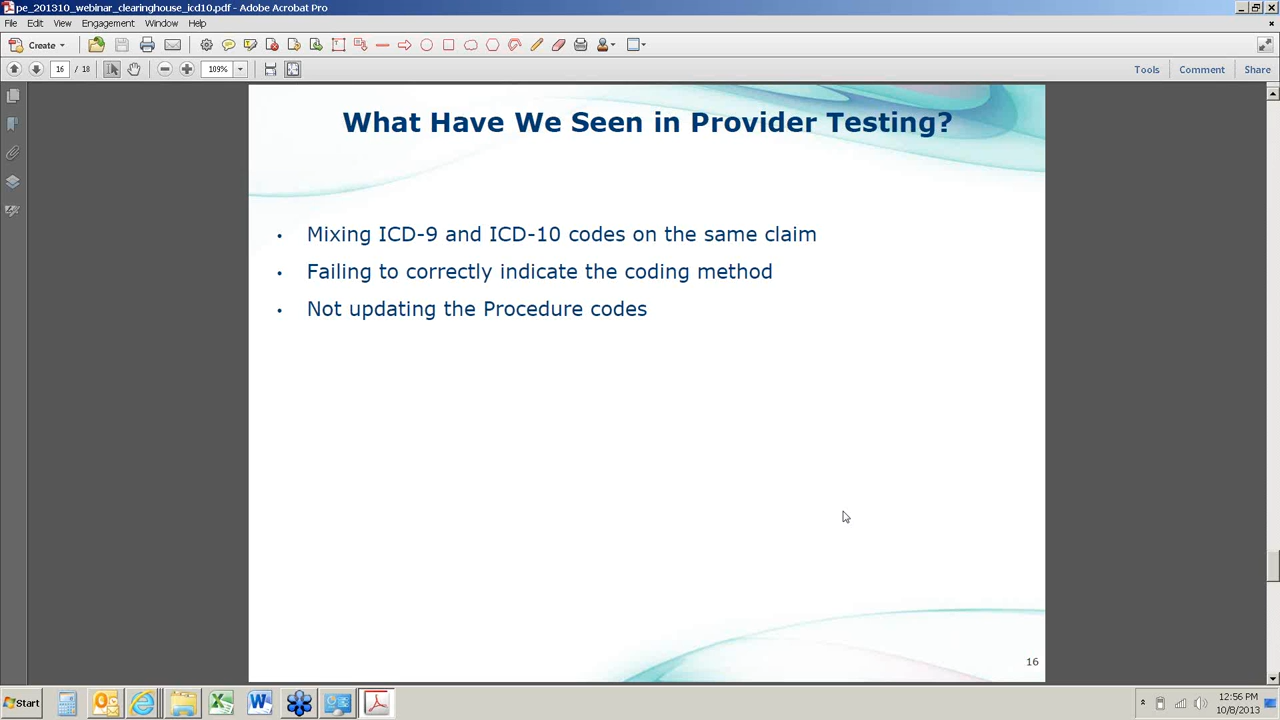 pe_201310_webinar_clearinghouse_icd10.pdf - Adobe Acrobat Pro
File Edit View Engagement Window Help
Create
16 / 18 109% Tools Comment Share
What Have We Seen in Provider Testing?
• Mixing ICD-9 and ICD-10 codes on the same claim
• Failing to correctly indicate the coding method
• Not updating the Procedure codes
16
Start
12:56 PM
10/8/2013